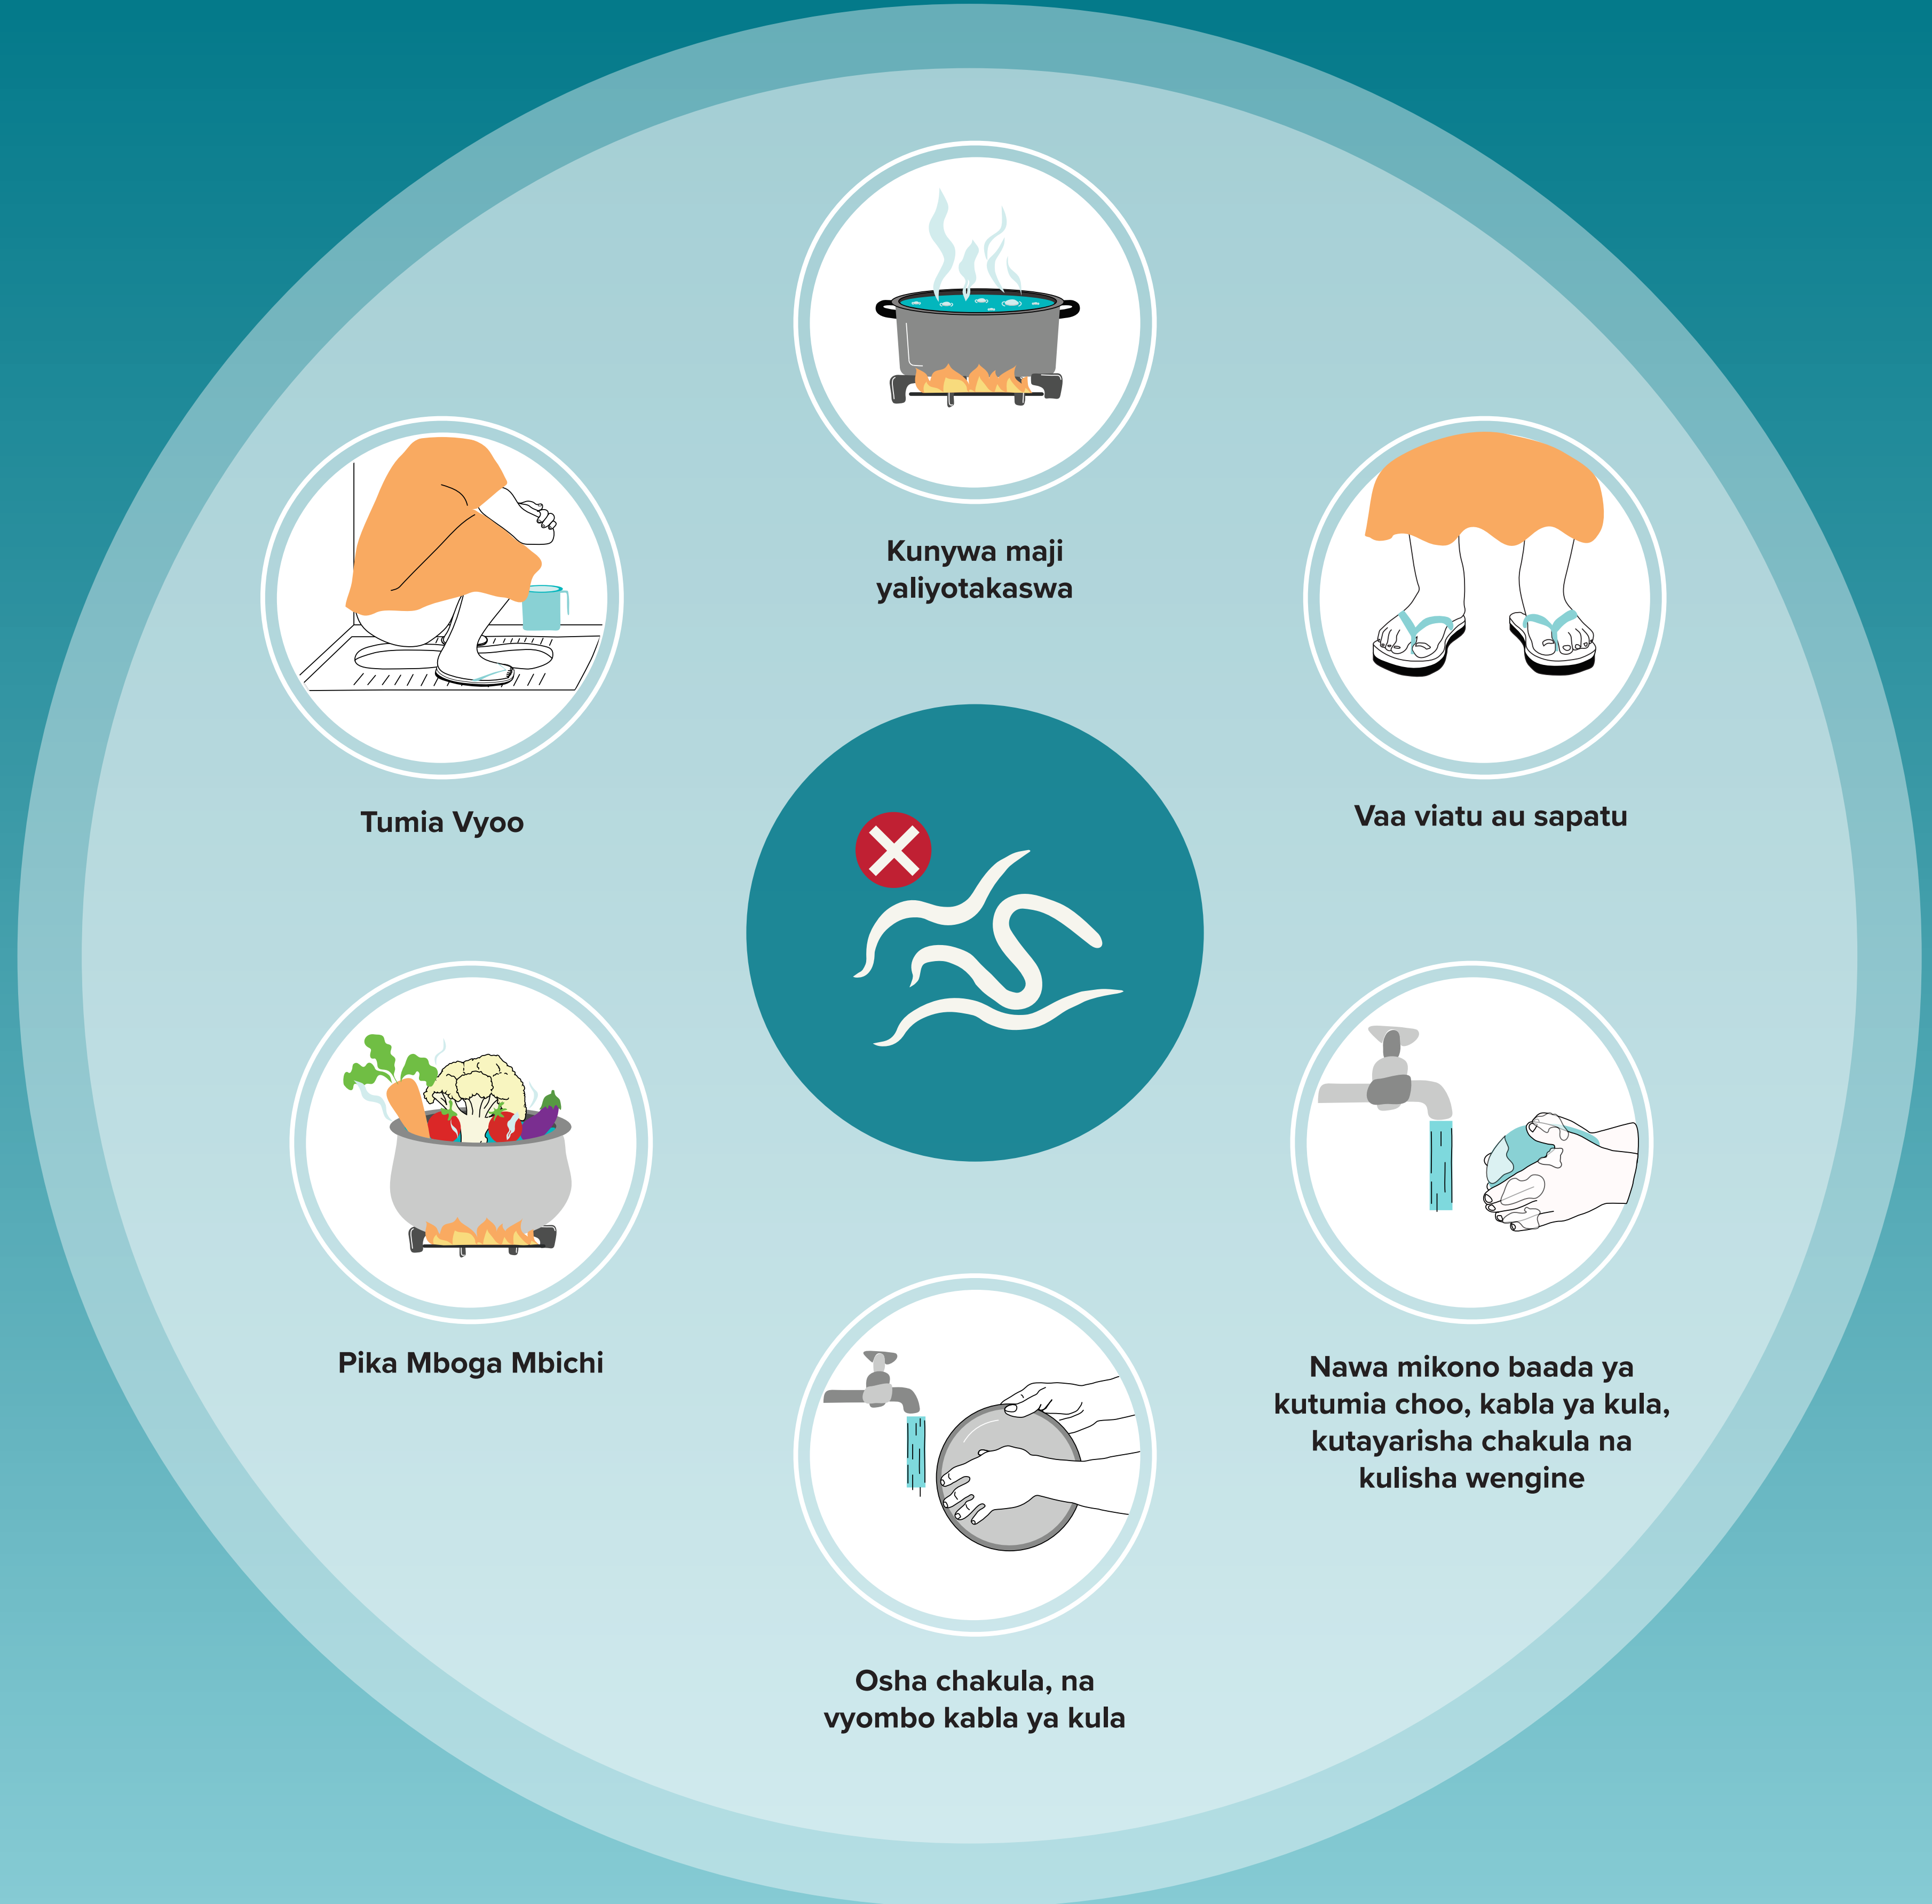 Kunywa maji
yaliyotakaswa
Tumia Vyoo
Vaa viatu au sapatu
Pika Mboga Mbichi
Nawa mikono baada ya
kutumia choo, kabla ya kula,
kutayarisha chakula na
kulisha wengine
Osha chakula, na
vyombo kabla ya kula